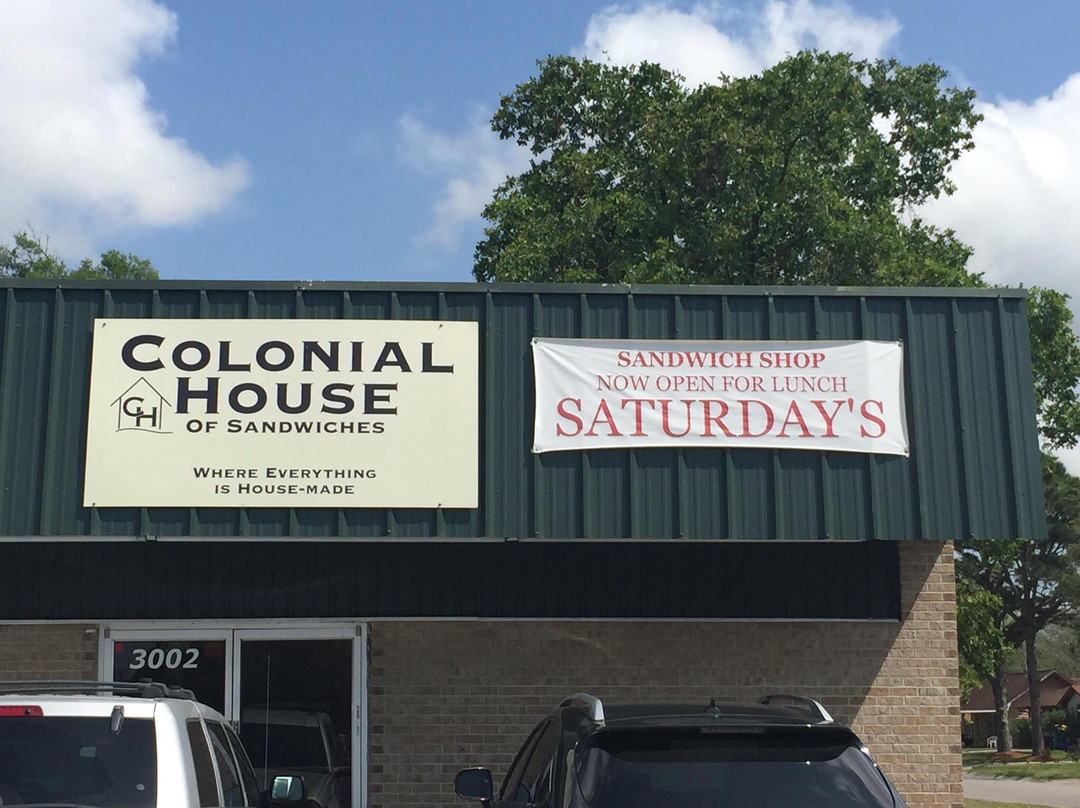 COLONIAL
CH HOUSE
OF SANDWICHES
WHERE EVERYTHING
IS HOUSE-MADE
SANDWICH SHOP
NOW OPEN FOR LUNCH
SATURDAY'S
3002